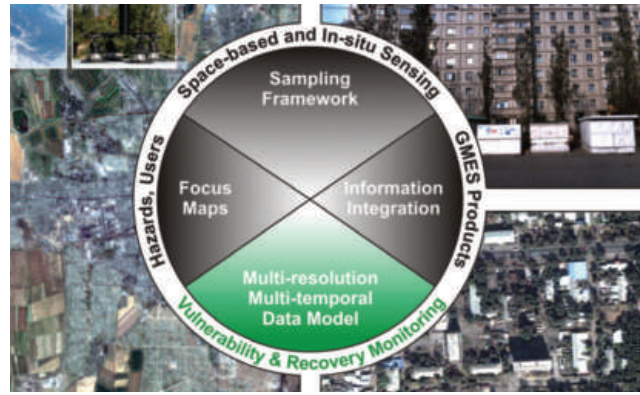 Space-based and In-situ Sensing
Sampling
Framework
Hazards, Users
Focus
Maps
Information
Integration
GMES Products
Multi-resolution
Multi-temporal
Data Model
Vulnerability & Recovery Monitoring